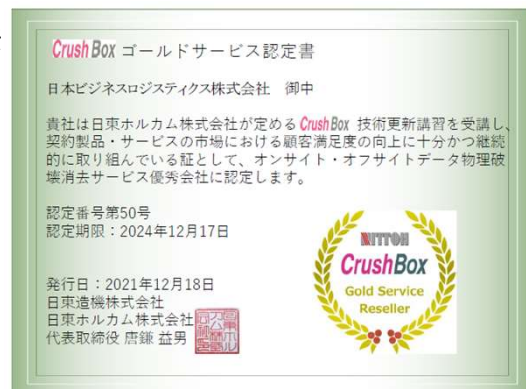 Crush Box ゴールドサービス認定書
日本ビジネスロジスティクス株式会社　御中
貴社は日東ホルカム株式会社が定める Crush Box 技術更新講習を受講し、
契約製品・サービスの市場における顧客満足度の向上に十分かつ継続
的に取り組んでいる証として、オンサイト・オフサイトデータ物理破
壊消去サービス優秀会社に認定します。
認定番号第50号
認定期限：2024年12月17日
発行日：2021年12月18日
日東造機株式会社
日東ホルカム株式会社
代表取締役 唐鎌 益男
NITTOH
CrushBox
Gold Service
Reseller